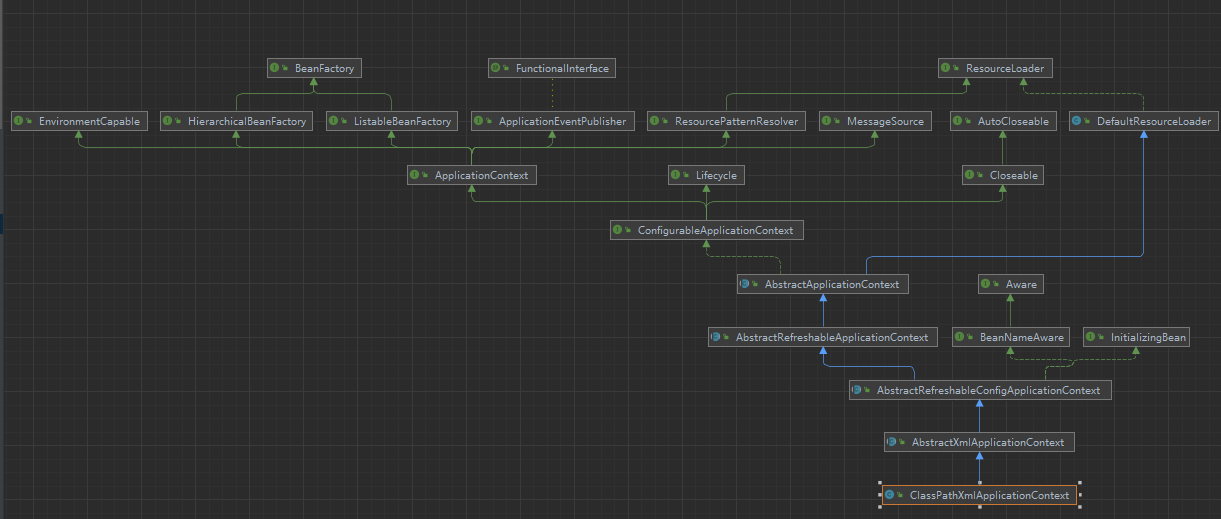 BeanFactory
FunctionalInterface
ResourceLoader
EnvironmentCapable
HierarchicalBeanFactory
ListableBeanFactory
ApplicationEventPublisher
ResourcePatternResolver
MessageSource
AutoCloseable
DefaultResourceLoader
ApplicationContext
Lifecycle
Closeable
ConfigurableApplicationContext
AbstractApplicationContext
Aware
AbstractRefreshableApplicationContext
BeanNameAware
InitializingBean
AbstractRefreshableConfigApplicationContext
AbstractXmlApplicationContext
ClassPathXmlApplicationContext